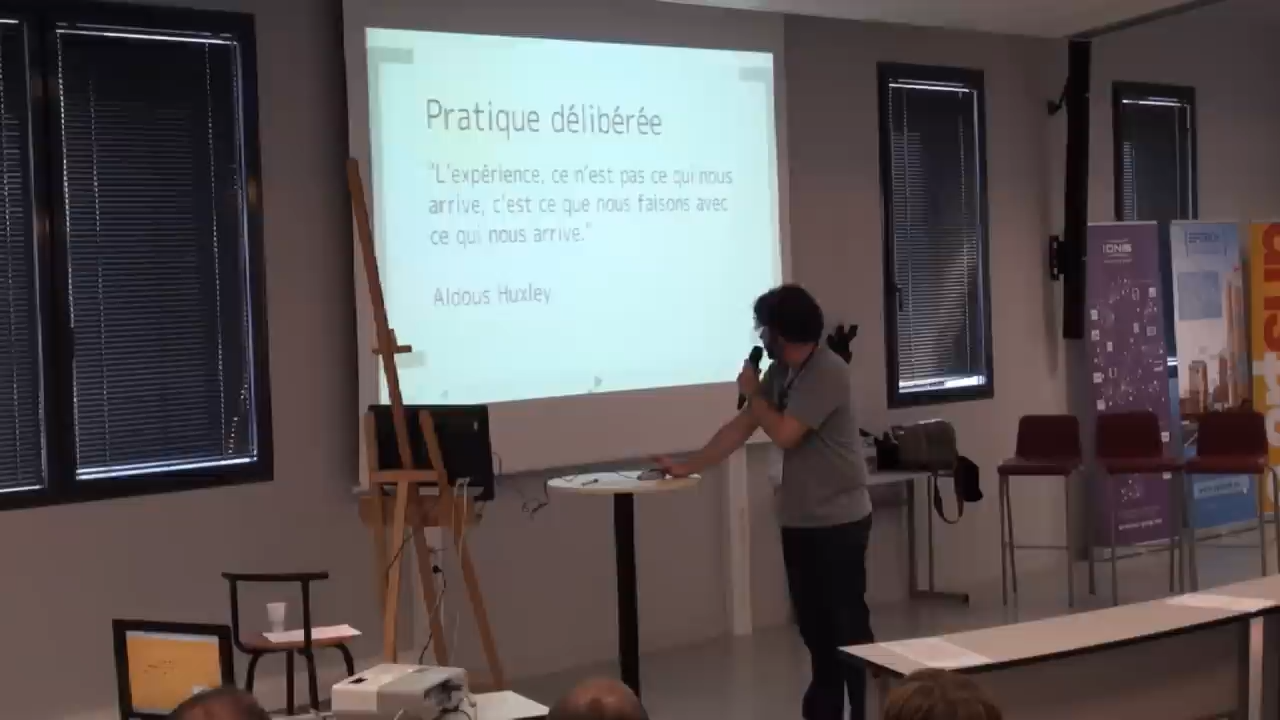 Pratique délibérée
"L'expérience, ce n'est pas ce qui nous
arrive, c'est ce que nous faisons avec
ce qui nous arrive."
Aldous Huxley
IONIS